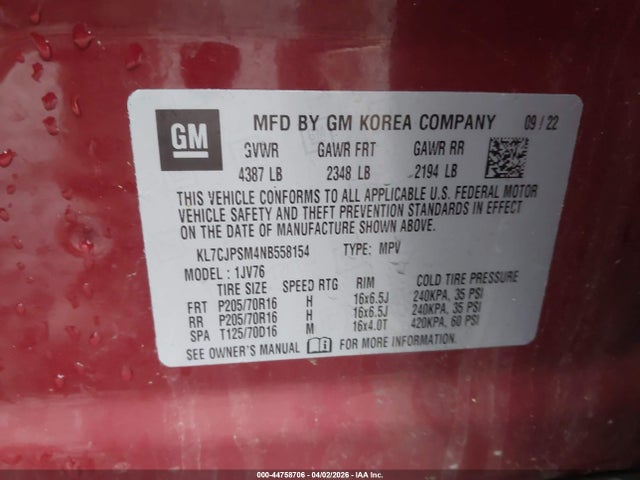 GM MFD BY GM KOREA COMPANY 09 / 22
GVWR GAWR FRT GAWR RR
4387 LB 2348 LB 2194 LB
THIS VEHICLE CONFORMS TO ALL APPLICABLE U.S. FEDERAL MOTOR
VEHICLE SAFETY AND THEFT PREVENTION STANDARDS IN EFFECT
ON THE DATE OF MANUFACTURE SHOWN ABOVE.
KL7CJPSM4NB558154 TYPE: MPV
MODEL : 1JV76
TIRE SIZE SPEED RTG RIM COLD TIRE PRESSURE
FRT P205/70R16 H 16x6.5J 240KPA, 35 PSI
RR P205/70R16 H 16x6.5J 240KPA, 35 PSI
SPA T125/70D16 M 16x4.0T 420KPA, 60 PSI
SEE OWNER'S MANUAL FOR MORE INFORMATION.
000-44758706 - 04/02/2026 - IAA Inc.